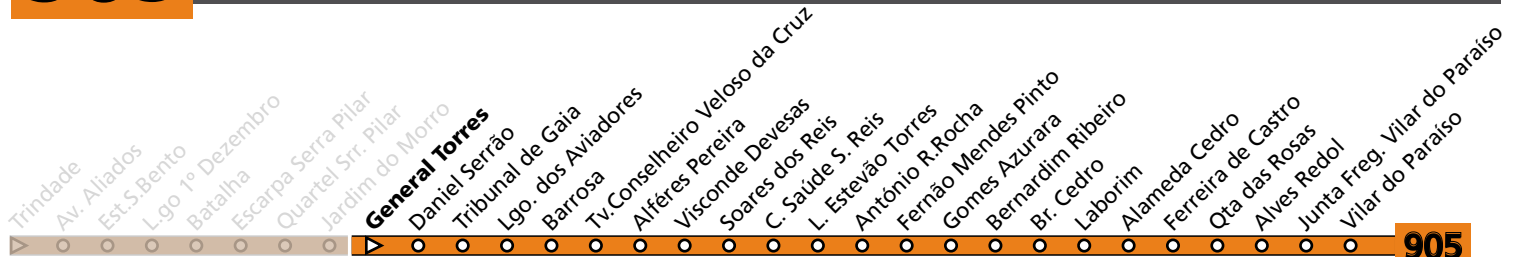 Trindade
Av. Aliados
Est.S.Bento
L.go 1º Dezembro
Batalha
Escarpa Serra Pilar
Quartel Srr. Pilar
Jardim do Morro
General Torres
Daniel Serrão
Tribunal de Gaia
Lgo. dos Aviadores
Barrosa
Tv.Conselheiro Veloso da Cruz
Alféres Pereira
Visconde Devesas
Soares dos Reis
C. Saúde S. Reis
L. Estevão Torres
António R.Rocha
Fernão Mendes Pinto
Gomes Azurara
Bernardim Ribeiro
Br. Cedro
Laborim
Alameda Cedro
Ferreira de Castro
Qta das Rosas
Alves Redol
Junta Freg. Vilar do Paraíso
Vilar do Paraíso
905